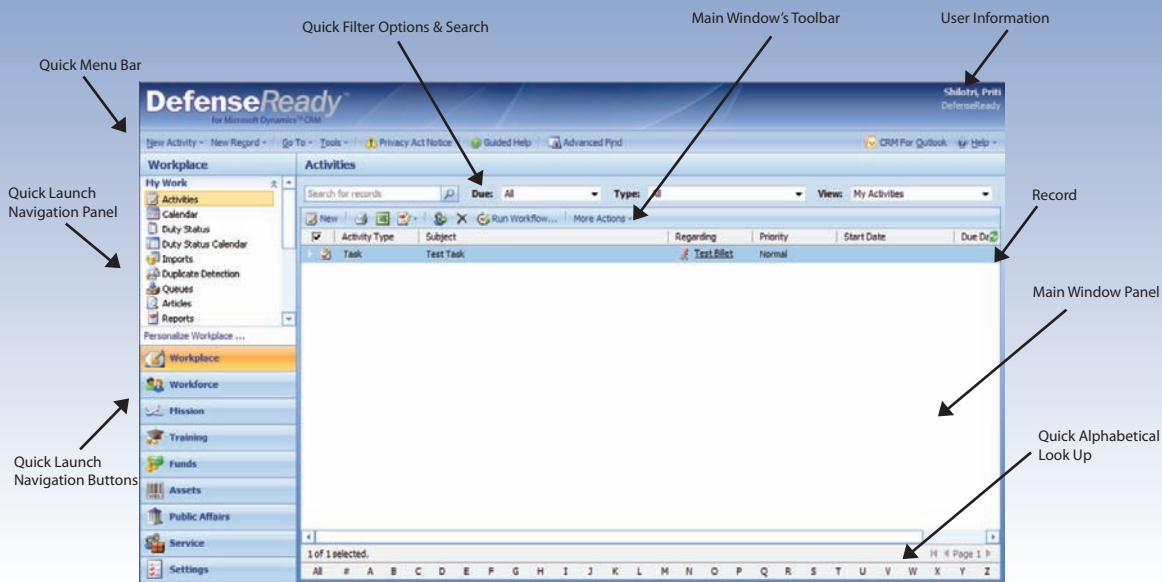 Main Window's Toolbar
User Information
Quick Filter Options & Search
Quick Menu Bar
DefenseReady™
for Microsoft Dynamics™ CRM
Shilotri, Priti
DefenseReady
New Activity New Record Go To Tools Privacy Act Notice Guided Help Advanced Find CRM For Outlook Help
Workplace
Activities
Quick Launch
Navigation Panel
My Work
Activities
Calendar
Duty Status
Duty Status Calendar
Imports
Duplicate Detection
Queues
Articles
Reports
Personalize Workplace ...
Search for records Due: All Type: All View: My Activities
New Run Workflow... More Actions
Activity Type Subject Regarding Priority Start Date Due Da
Task Test Task Test Billet Normal
Record
Main Window Panel
Workplace
Workforce
Mission
Training
Funds
Assets
Public Affairs
Service
Settings
Quick Launch
Navigation Buttons
Quick Alphabetical
Look Up
1 of 1 selected. Page 1
All # A B C D E F G H I J K L M N O P Q R S T U V W X Y Z